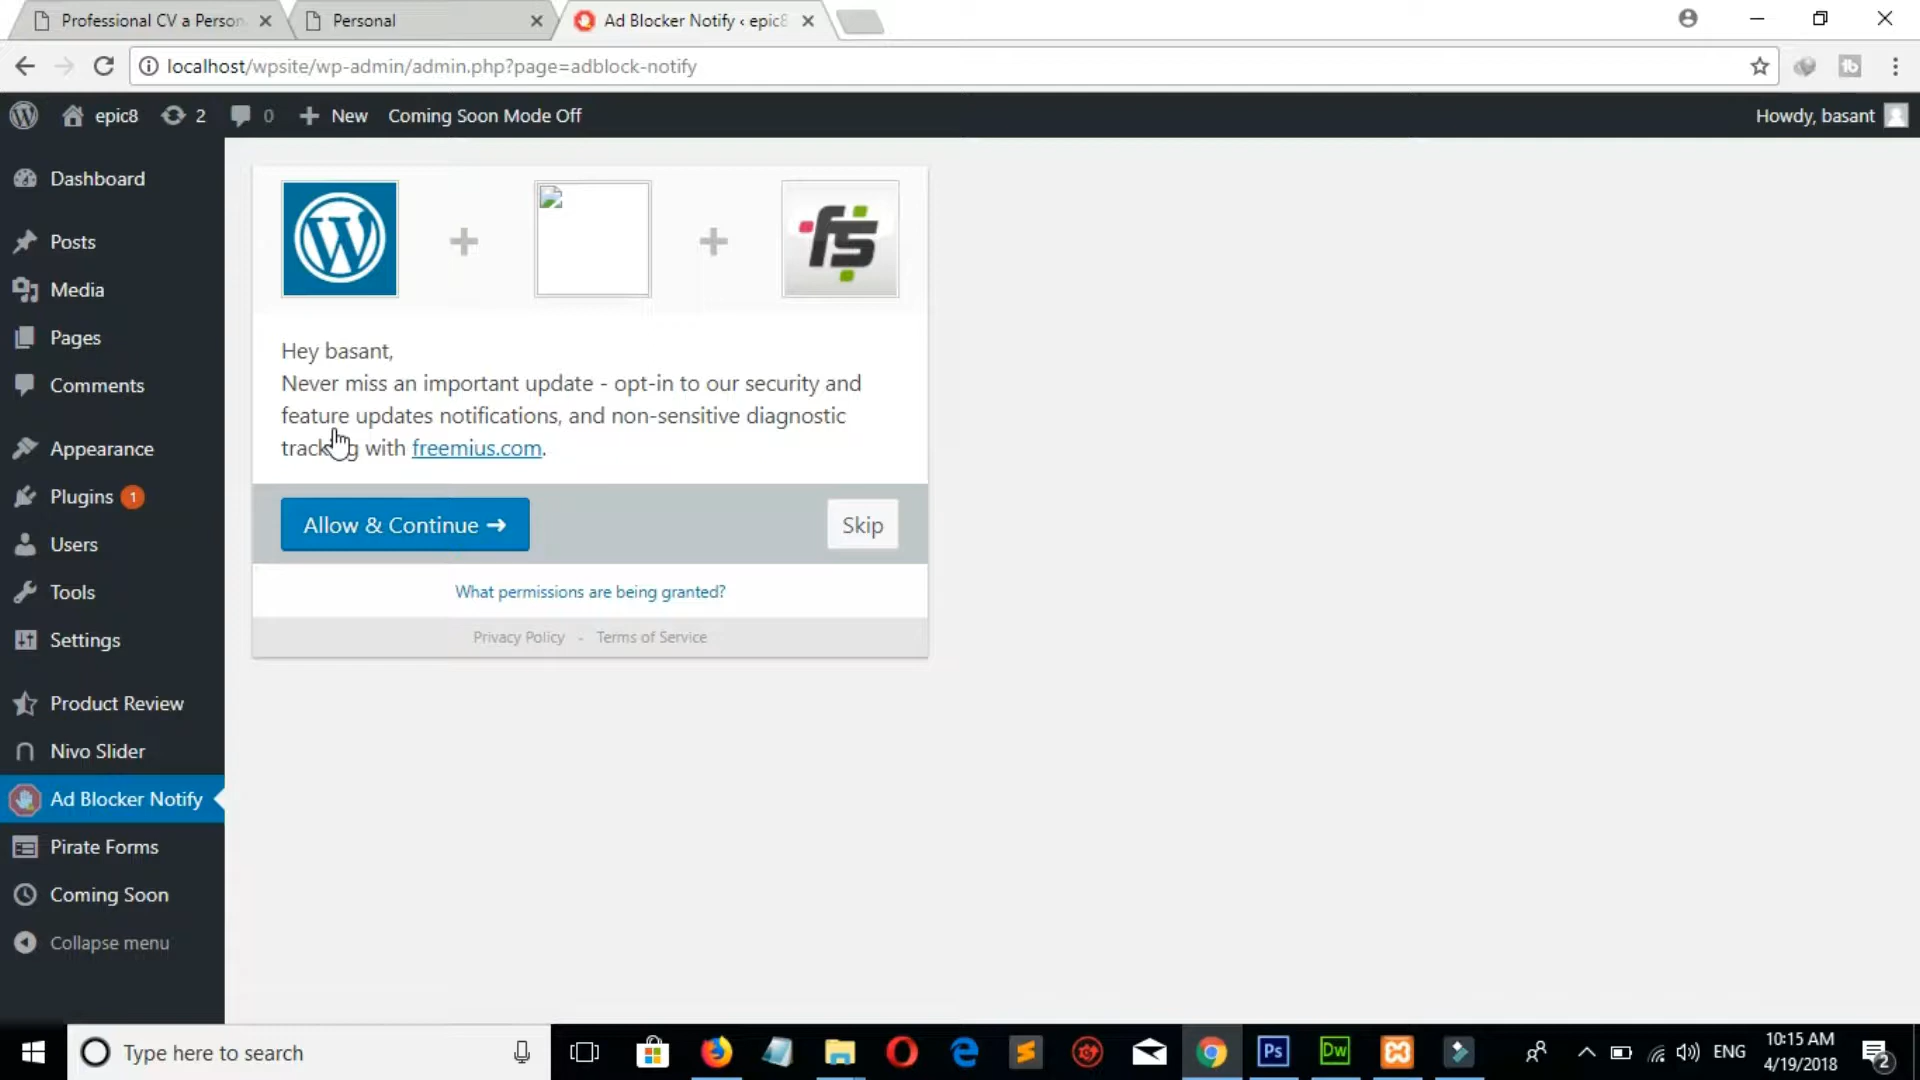 Professional CV a Person
Personal
Ad Blocker Notify ‹ epic8
localhost/wpsite/wp-admin/admin.php?page=adblock-notify
epic8
2
0
New
Coming Soon Mode Off
Howdy, basant
Dashboard
Posts
Media
Pages
Comments
Appearance
Plugins 1
Users
Tools
Settings
Product Review
Nivo Slider
Ad Blocker Notify
Pirate Forms
Coming Soon
Collapse menu
fs
Hey basant,
Never miss an important update - opt-in to our security and
feature updates notifications, and non-sensitive diagnostic
tracking with freemius.com.
Allow & Continue ➜
Skip
What permissions are being granted?
Privacy Policy - Terms of Service
Type here to search
Ps
Dw
ENG
10:15 AM
4/19/2018
2